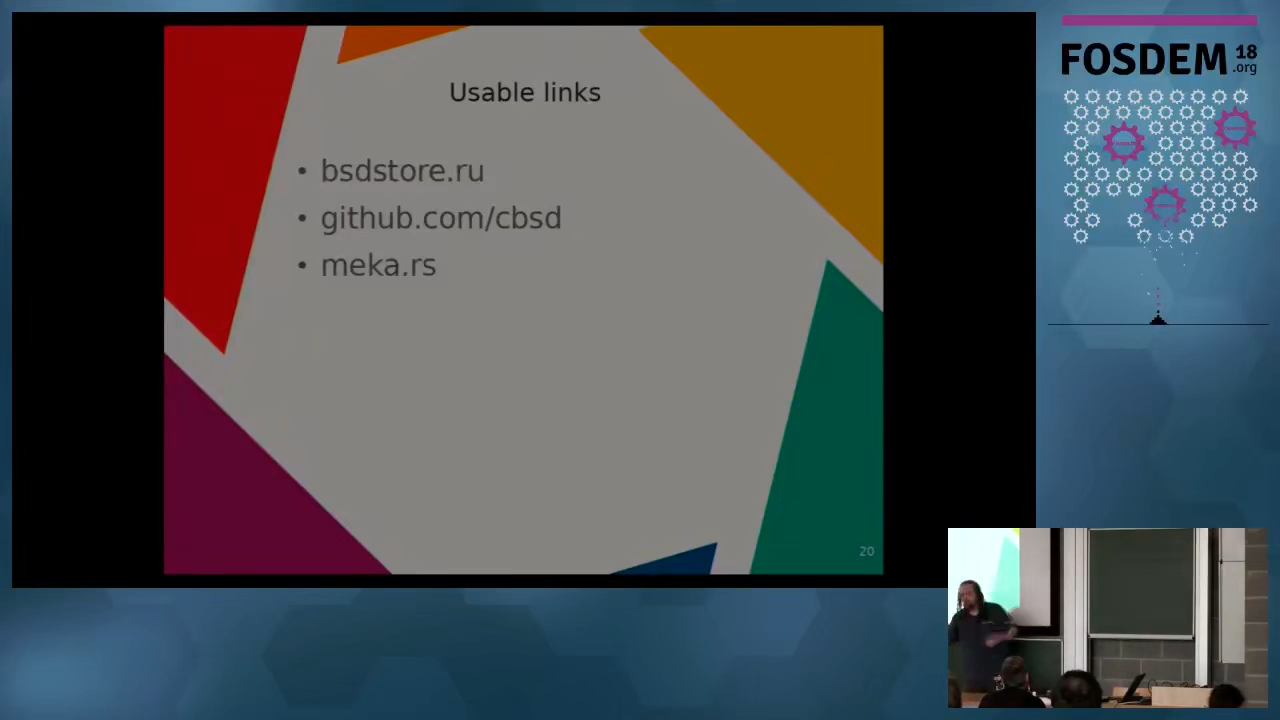 Usable links
• bsdstore.ru
• github.com/cbsd
• meka.rs
20
FOSDEM 18
.org